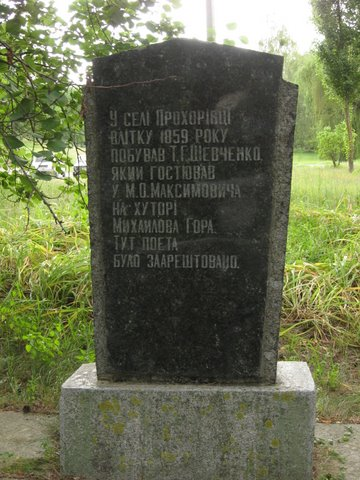 У СЕЛІ ПРОХОРІВЦІ
ВЛІТКУ 1859 РОКУ
ПОБУВАВ Т.Г.ШЕВЧЕНКО,
ЯКИЙ ГОСТЮВАВ
У М.О.МАКСИМОВИЧА
НА ХУТОРІ
МИХАЙЛОВА ГОРА.
ТУТ ПОЕТА
БУЛО ЗААРЕШТОВАНО.